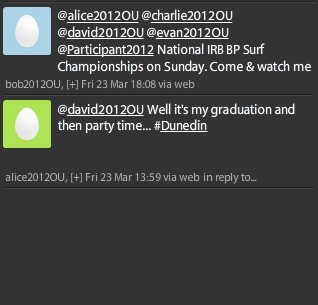 @alice2012OU @charlie2012OU
@david2012OU @evan2012OU
@Participant2012 National IRB BP Surf
Championships on Sunday. Come & watch me
bob2012OU, [+] Fri 23 Mar 18:08 via web
@david2012OU Well it's my graduation and
then party time... #Dunedin
alice2012OU, [+] Fri 23 Mar 13:59 via web in reply to...